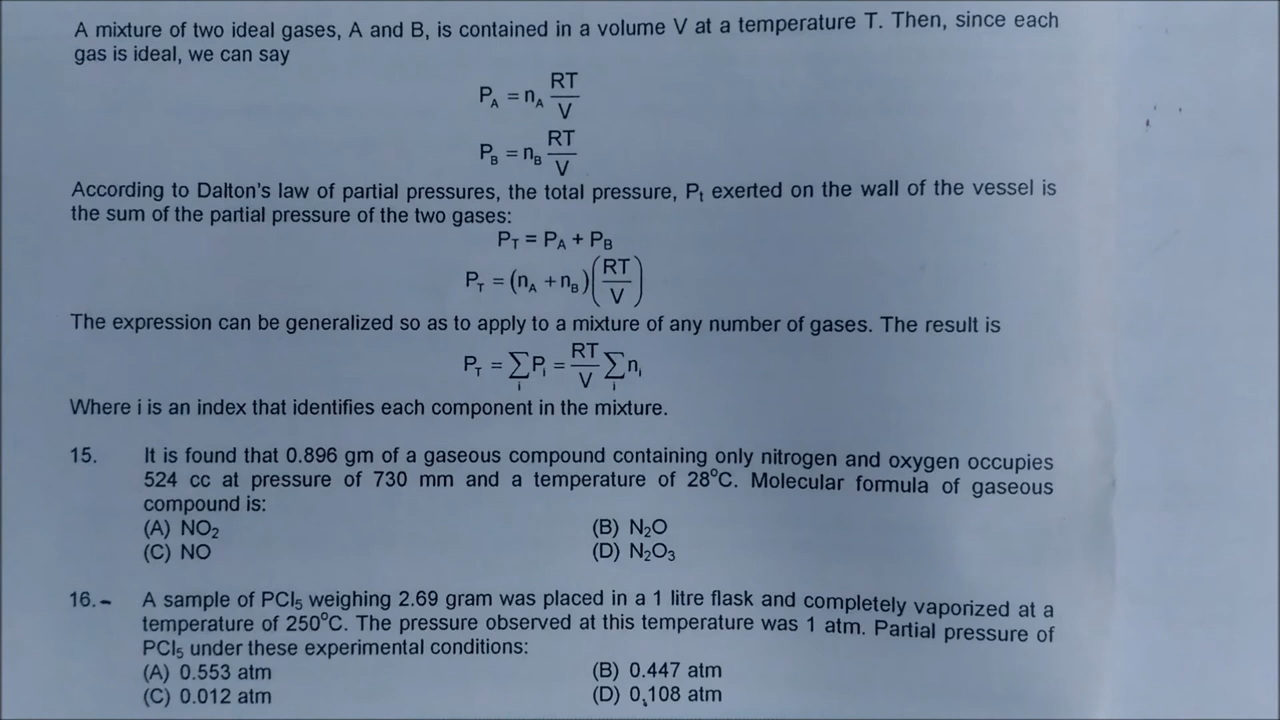 A mixture of two ideal gases, A and B, is contained in a volume V at a temperature T. Then, since each
gas is ideal, we can say
P_A = n_A RT/V
P_B = n_B RT/V
According to Dalton's law of partial pressures, the total pressure, P_t exerted on the wall of the vessel is
the sum of the partial pressure of the two gases:
P_T = P_A + P_B
P_T = (n_A + n_B)(RT/V)
The expression can be generalized so as to apply to a mixture of any number of gases. The result is
P_T = ∑_i P_i = RT/V ∑_i n_i
Where i is an index that identifies each component in the mixture.
15. It is found that 0.896 gm of a gaseous compound containing only nitrogen and oxygen occupies
524 cc at pressure of 730 mm and a temperature of 28°C. Molecular formula of gaseous
compound is:
(A) NO₂ (B) N₂O
(C) NO (D) N₂O₃
16.- A sample of PCl₅ weighing 2.69 gram was placed in a 1 litre flask and completely vaporized at a
temperature of 250°C. The pressure observed at this temperature was 1 atm. Partial pressure of
PCl₅ under these experimental conditions:
(A) 0.553 atm (B) 0.447 atm
(C) 0.012 atm (D) 0.108 atm